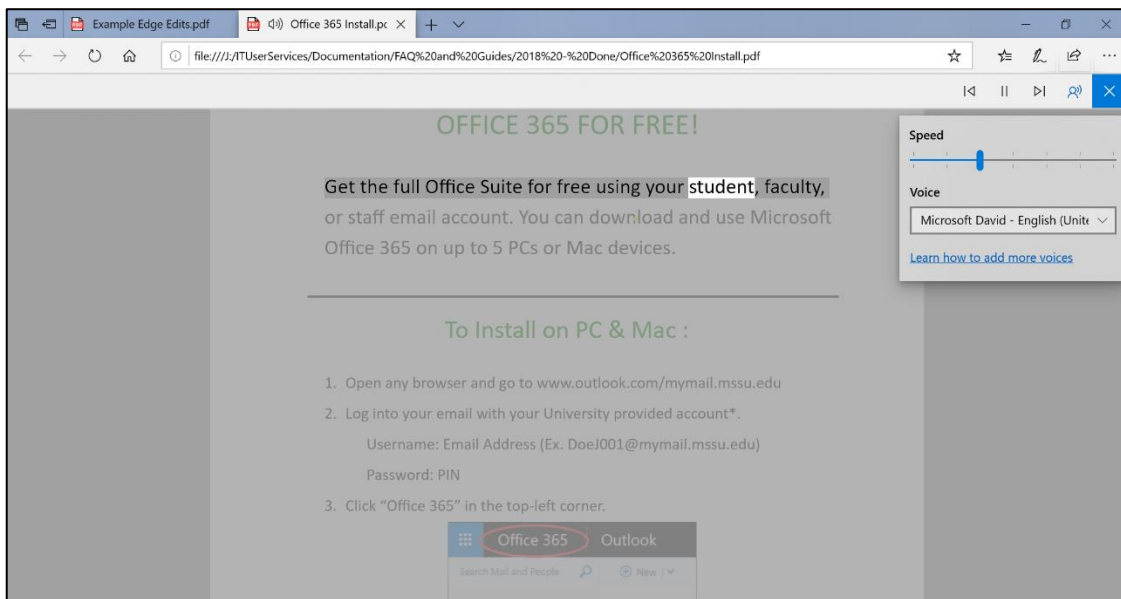 Example Edge Edits.pdf
Office 365 Install.pc
file:///J:/ITUserServices/Documentation/FAQ%20and%20Guides/2018%20-%20Done/Office%20365%20Install.pdf
OFFICE 365 FOR FREE!
Get the full Office Suite for free using your student, faculty,
or staff email account. You can download and use Microsoft
Office 365 on up to 5 PCs or Mac devices.
To Install on PC & Mac :
1. Open any browser and go to www.outlook.com/mymail.mssu.edu
2. Log into your email with your University provided account*.
Username: Email Address (Ex. DoeJ001@mymail.mssu.edu)
Password: PIN
3. Click “Office 365” in the top-left corner.
Office 365 Outlook
Search Mail and People New
Speed
Voice
Microsoft David - English (Unite
Learn how to add more voices